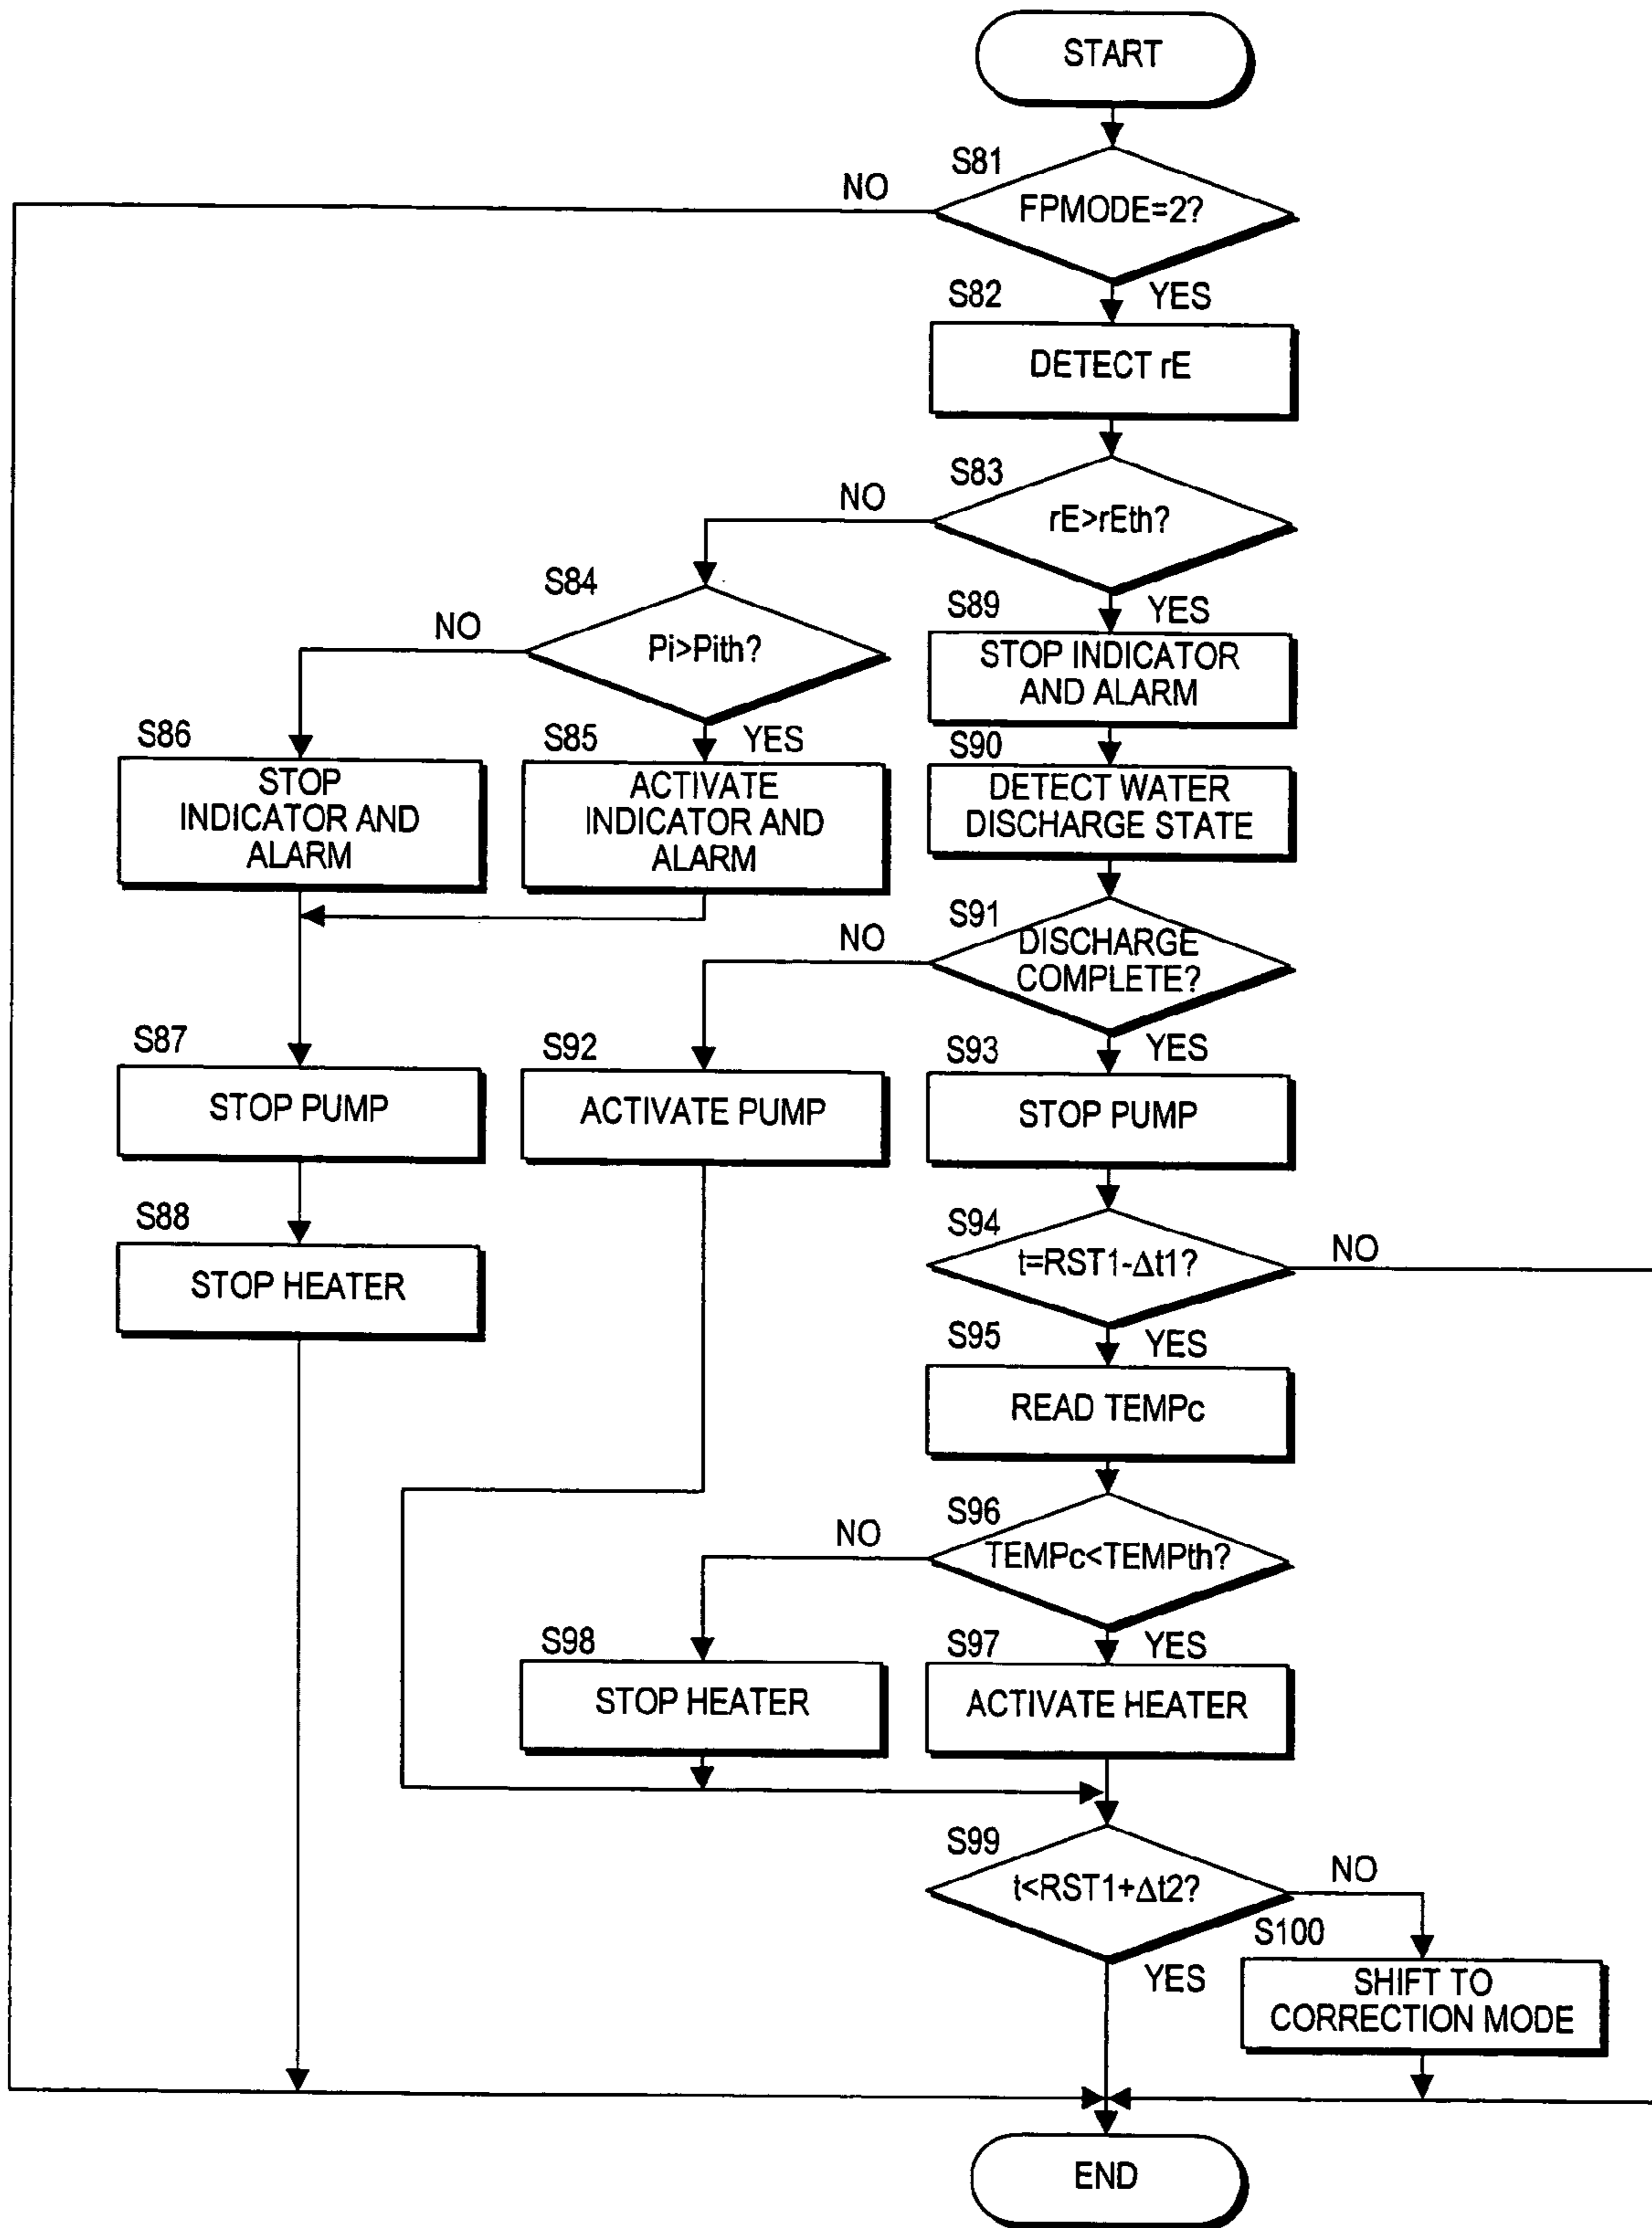 START
S81
NO
FPMODE=2?
YES
S82
DETECT rE
S83
NO
rE>rEth?
YES
S84
NO
Pi>Pith?
YES
S89
STOP INDICATOR
AND ALARM
S86
STOP
INDICATOR AND
ALARM
S85
ACTIVATE
INDICATOR AND
ALARM
S90
DETECT WATER
DISCHARGE STATE
S91
NO
DISCHARGE
COMPLETE?
YES
S87
STOP PUMP
S92
ACTIVATE PUMP
S93
STOP PUMP
S88
STOP HEATER
S94
t=RST1-Δt1?
NO
YES
S95
READ TEMPc
S96
NO
TEMPc<TEMPth?
YES
S98
STOP HEATER
S97
ACTIVATE HEATER
S99
t<RST1+Δt2?
NO
YES
S100
SHIFT TO
CORRECTION MODE
END